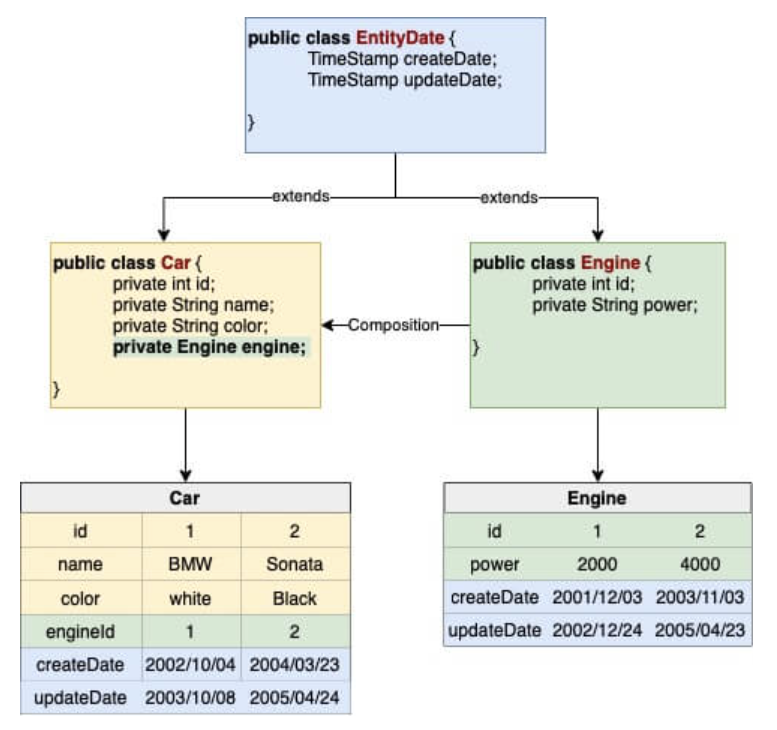 public class EntityDate {
TimeStamp createDate;
TimeStamp updateDate;
}
extends
extends
public class Car {
private int id;
private String name;
private String color;
private Engine engine;
}
Composition
public class Engine {
private int id;
private String power;
}
Car
id 1 2
name BMW Sonata
color white Black
engineId 1 2
createDate 2002/10/04 2004/03/23
updateDate 2003/10/08 2005/04/24
Engine
id 1 2
power 2000 4000
createDate 2001/12/03 2003/11/03
updateDate 2002/12/24 2005/04/23